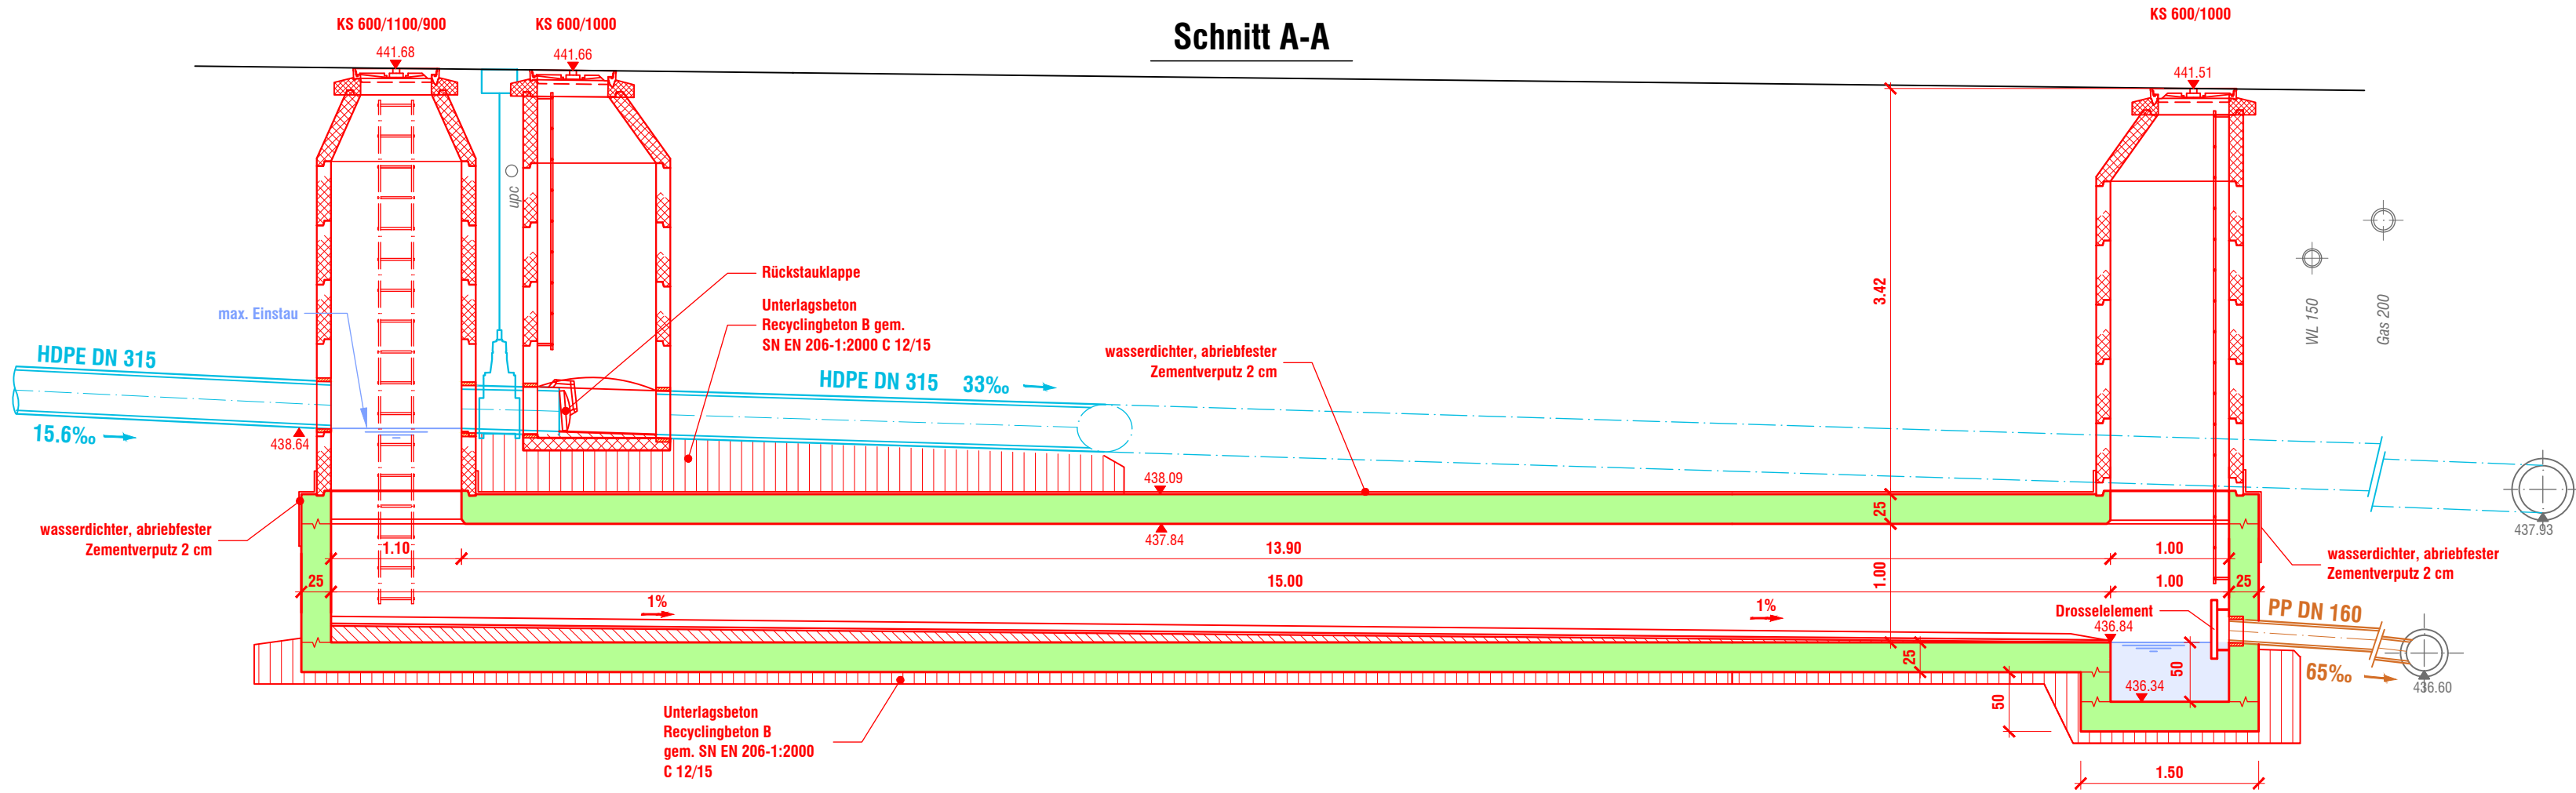 Schnitt A-A
KS 600/1100/900
441.68
KS 600/1000
441.66
KS 600/1000
441.51
upc
Rückstauklappe
Unterlagsbeton
Recyclingbeton B gem.
SN EN 206-1:2000 C 12/15
max. Einstau
HDPE DN 315
15.6‰
438.64
HDPE DN 315 33‰
wasserdichter, abriebfester
Zementverputz 2 cm
3.42
WL 150
Gas 200
438.09
437.84
25
437.93
wasserdichter, abriebfester
Zementverputz 2 cm
1.10
13.90
1.00
wasserdichter, abriebfester
Zementverputz 2 cm
25
15.00
1.00
1.00
25
1%
1%
Drosselelement
436.84
PP DN 160
65‰
25
50
436.34
436.60
50
Unterlagsbeton
Recyclingbeton B
gem. SN EN 206-1:2000
C 12/15
1.50